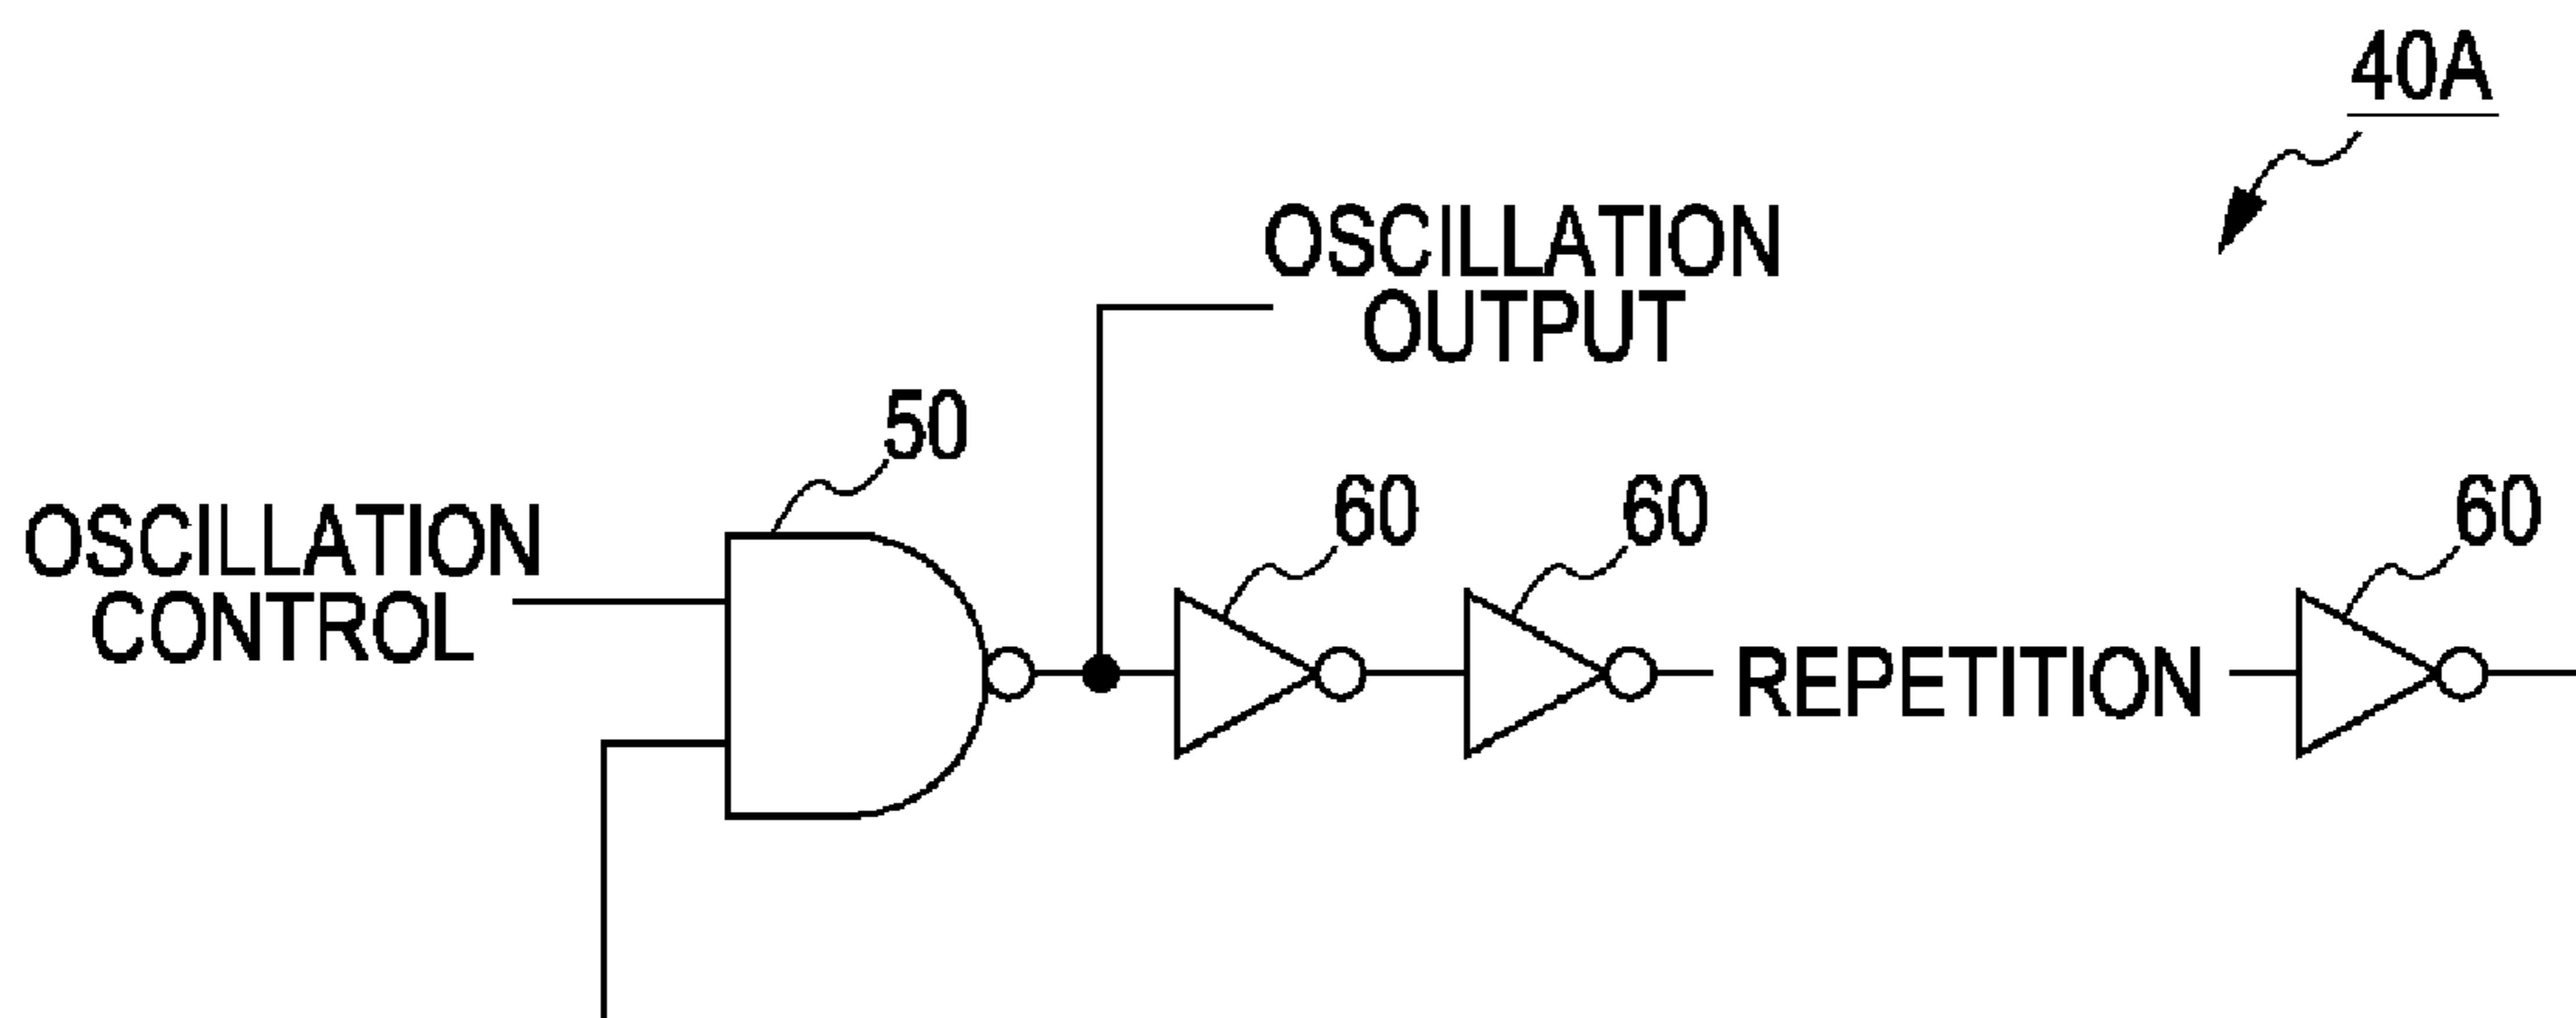 40A
OSCILLATION
OUTPUT
50
60
60
60
OSCILLATION
CONTROL
REPETITION